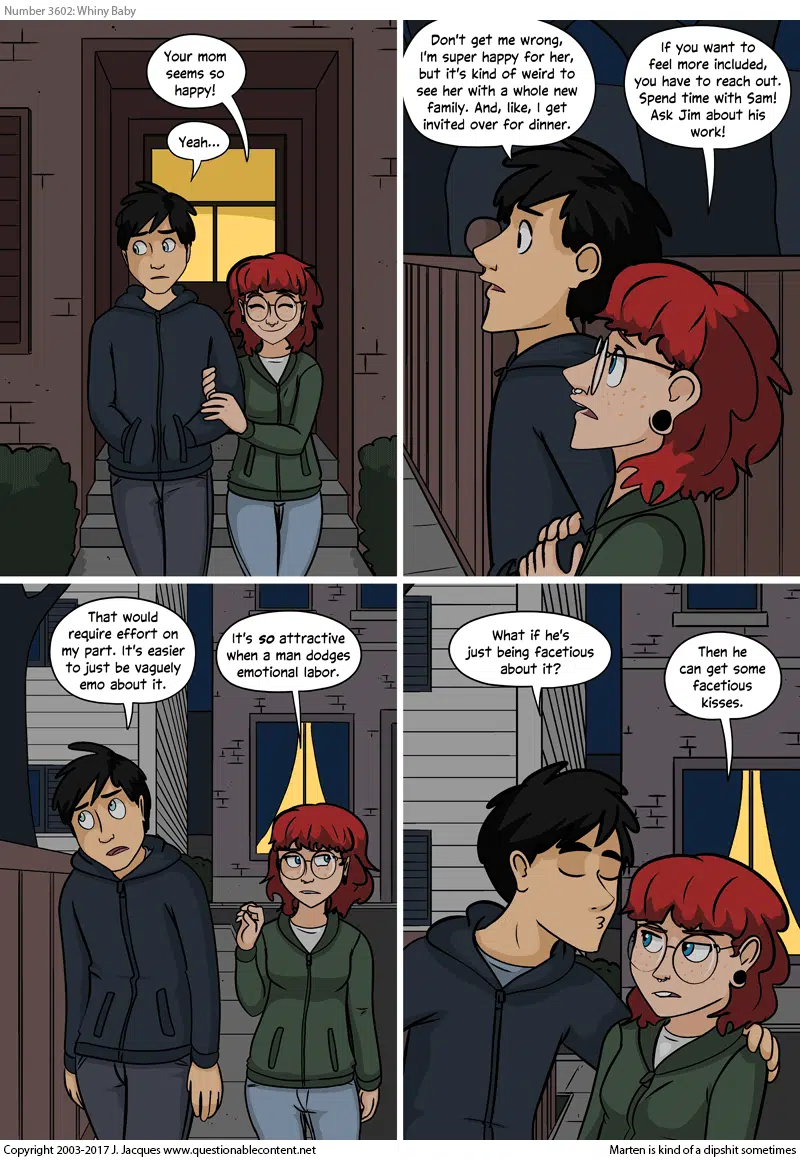 Number 3602: Whiny Baby
Your mom
seems so
happy!
Yeah...
Don't get me wrong,
I'm super happy for her,
but it's kind of weird to
see her with a whole new
family. And, like, I get
invited over for dinner.
If you want to
feel more included,
you have to reach out.
Spend time with Sam!
Ask Jim about his
work!
That would
require effort on
my part. It's easier
to just be vaguely
emo about it.
It's so attractive
when a man dodges
emotional labor.
What if he's
just being facetious
about it?
Then he
can get some
facetious
kisses.
Copyright 2003-2017 J. Jacques www.questionablecontent.net
Marten is kind of a dipshit sometimes